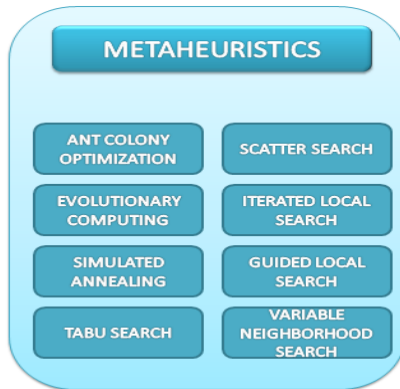 METAHEURISTICS
ANT COLONY
OPTIMIZATION
SCATTER SEARCH
EVOLUTIONARY
COMPUTING
ITERATED LOCAL
SEARCH
SIMULATED
ANNEALING
GUIDED LOCAL
SEARCH
TABU SEARCH
VARIABLE
NEIGHBORHOOD
SEARCH